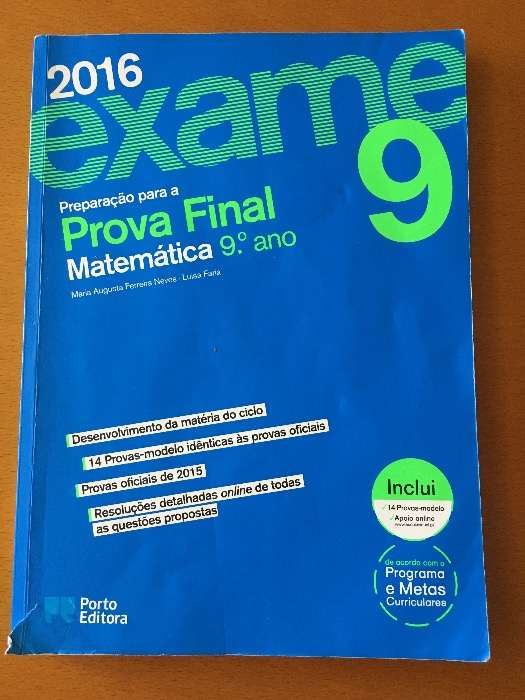 2016
exame
9
Preparação para a
Prova Final
Matemática 9.º ano
Maria Augusta Ferreira Neves · Luísa Faria
Desenvolvimento da matéria do ciclo
14 Provas-modelo idênticas às provas oficiais
Provas oficiais de 2015
Resoluções detalhadas online de todas
as questões propostas
Inclui
✓14 Provas-modelo
✓Apoio online
de acordo com o
Programa
e Metas
Curriculares
Porto
Editora